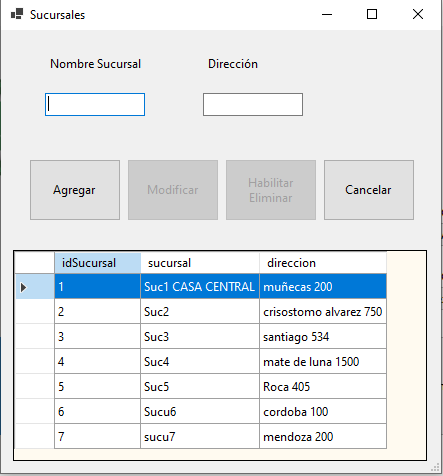 Sucursales
Nombre Sucursal Dirección
Agregar Modificar Habilitar Eliminar Cancelar
idSucursal sucursal direccion
1 Suc1 CASA CENTRAL muñecas 200
2 Suc2 crisostomo alvarez 750
3 Suc3 santiago 534
4 Suc4 mate de luna 1500
5 Suc5 Roca 405
6 Sucu6 cordoba 100
7 sucu7 mendoza 200